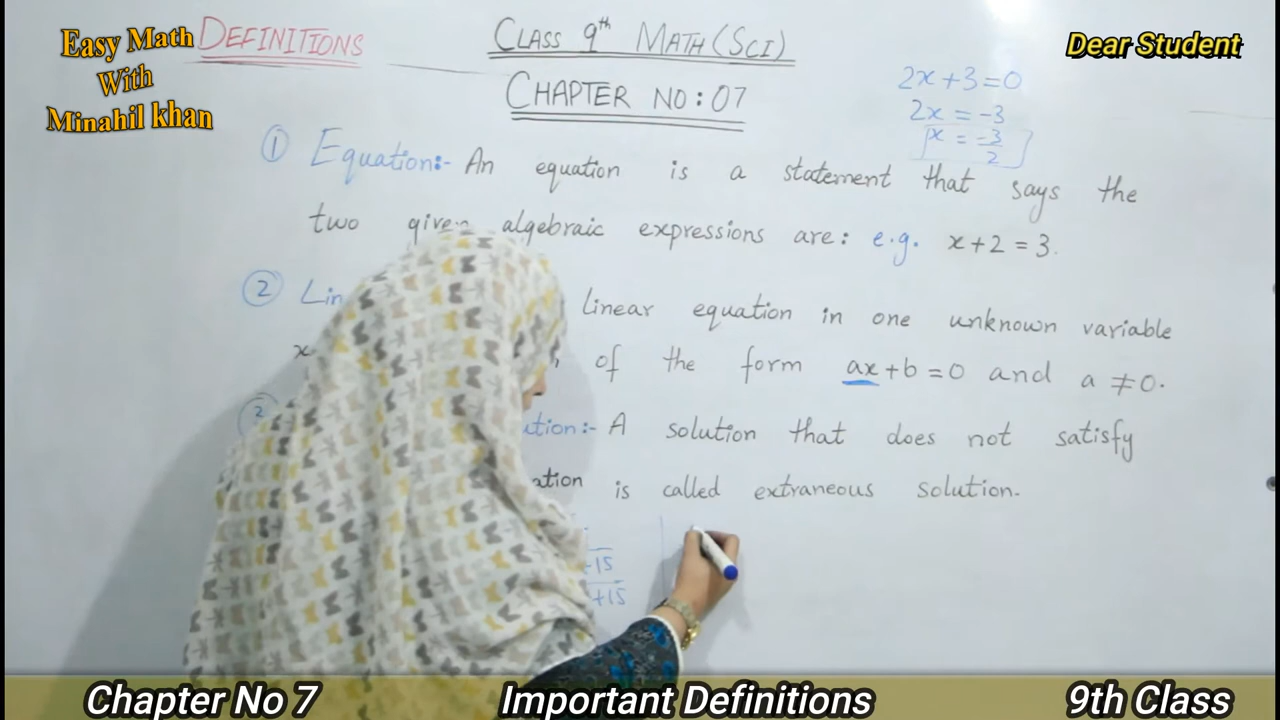 Easy Math
With
Minahil khan
DEFINITIONS
CLASS 9th MATH (SCI)
CHAPTER NO: 07
Dear Student
2x + 3 = 0
2x = -3
x = -3/2
① Equation:- An equation is a statement that says the
two given algebraic expressions are: e.g. x + 2 = 3.
② Lin linear equation in one unknown variable
x of the form ax + b = 0 and a ≠ 0.
ution:- A solution that does not satisfy
ation is called extraneous solution.
-15
+15
Chapter No 7
Important Definitions
9th Class